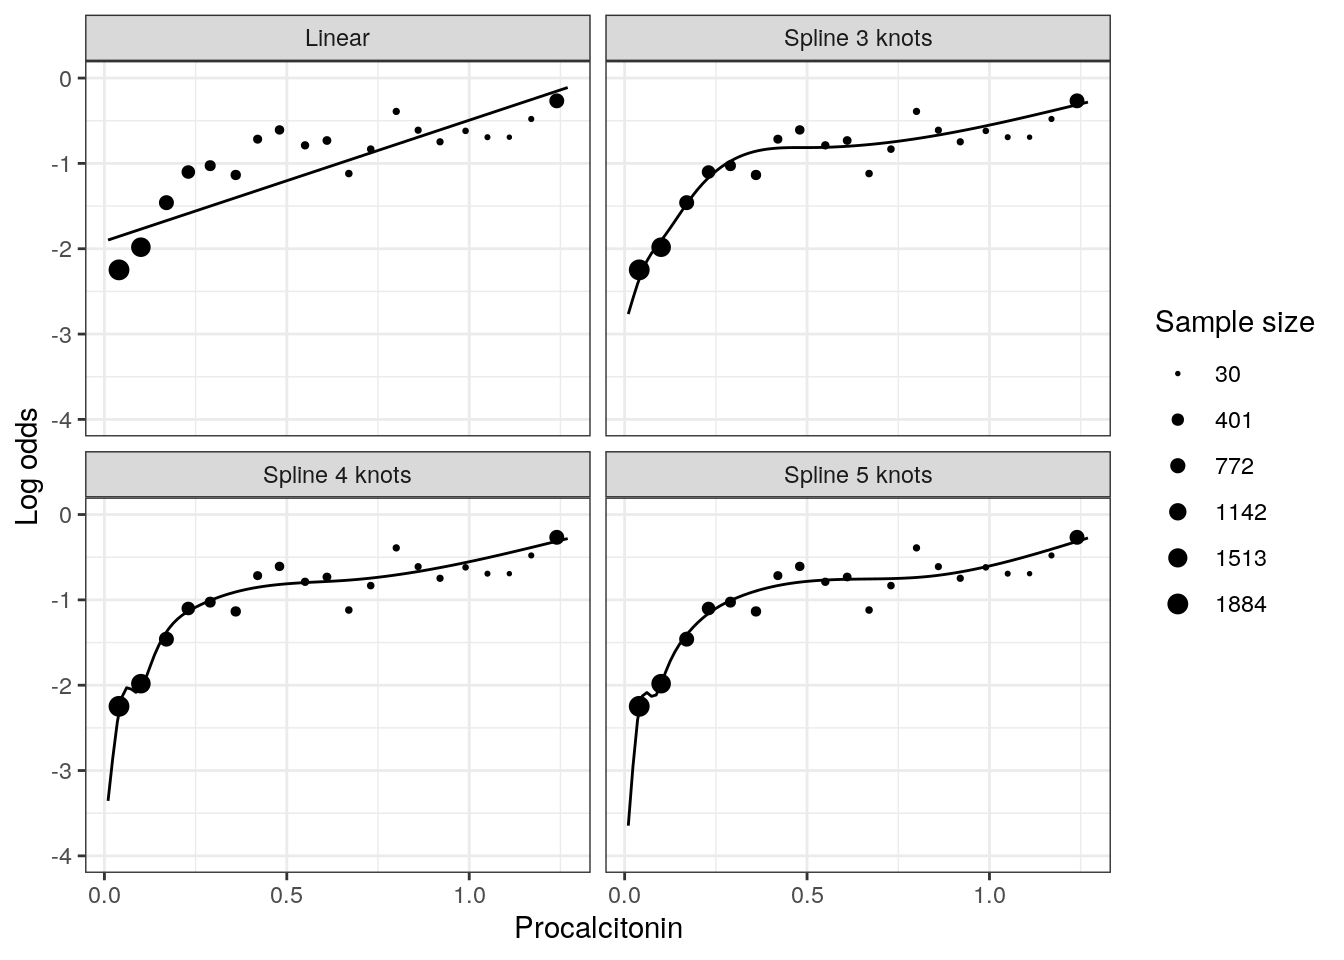 Linear
Spline 3 knots
0
-1
-2
-3
-4
Spline 4 knots
Spline 5 knots
0
-1
-2
-3
-4
0.0 0.5 1.0
0.0 0.5 1.0
Procalcitonin
Log odds
Sample size
30
401
772
1142
1513
1884